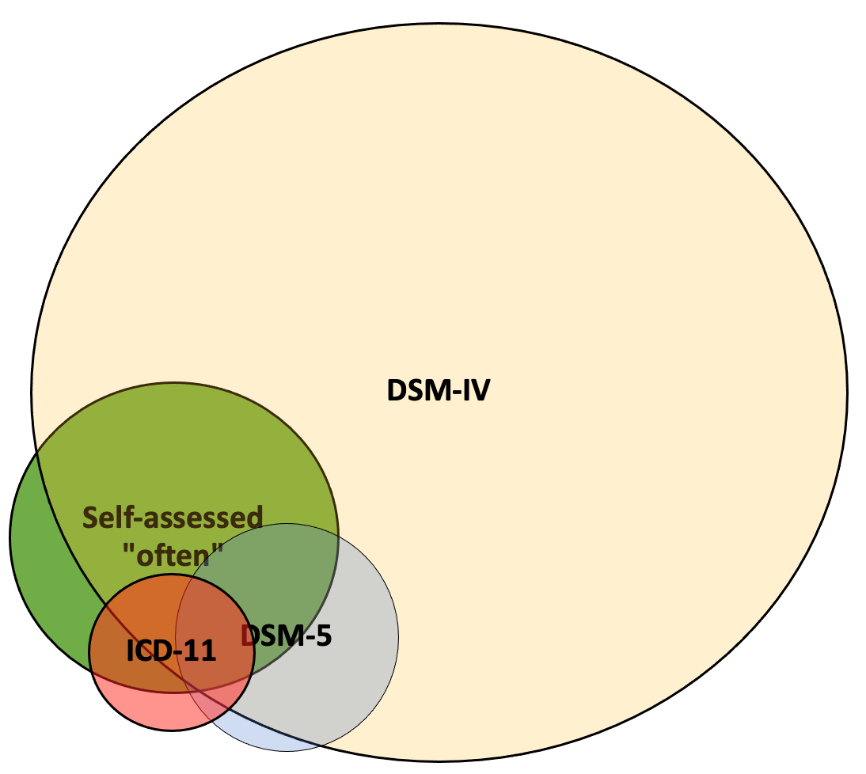 DSM-IV
Self-assessed
"often"
DSM-5
ICD-11